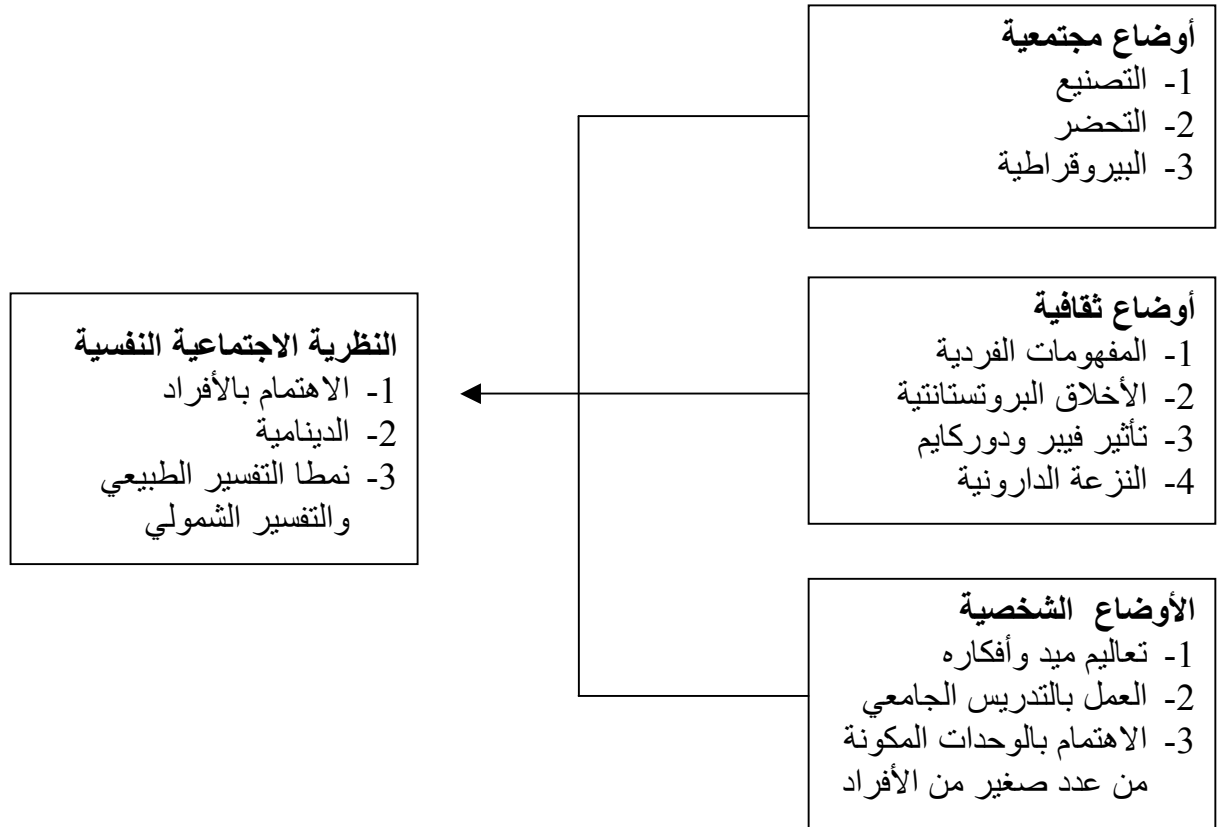 أوضاع مجتمعية
1- التصنيع
2- التحضر
3- البيروقراطية
أوضاع ثقافية
1- المفهومات الفردية
2- الأخلاق البروتستانتية
3- تأثير فيبر ودوركايم
4- النزعة الدارونية
الأوضاع الشخصية
1- تعاليم ميد وأفكاره
2- العمل بالتدريس الجامعي
3- الاهتمام بالوحدات المكونة
من عدد صغير من الأفراد
النظرية الاجتماعية النفسية
1- الاهتمام بالأفراد
2- الدينامية
3- نمطا التفسير الطبيعي
والتفسير الشمولي